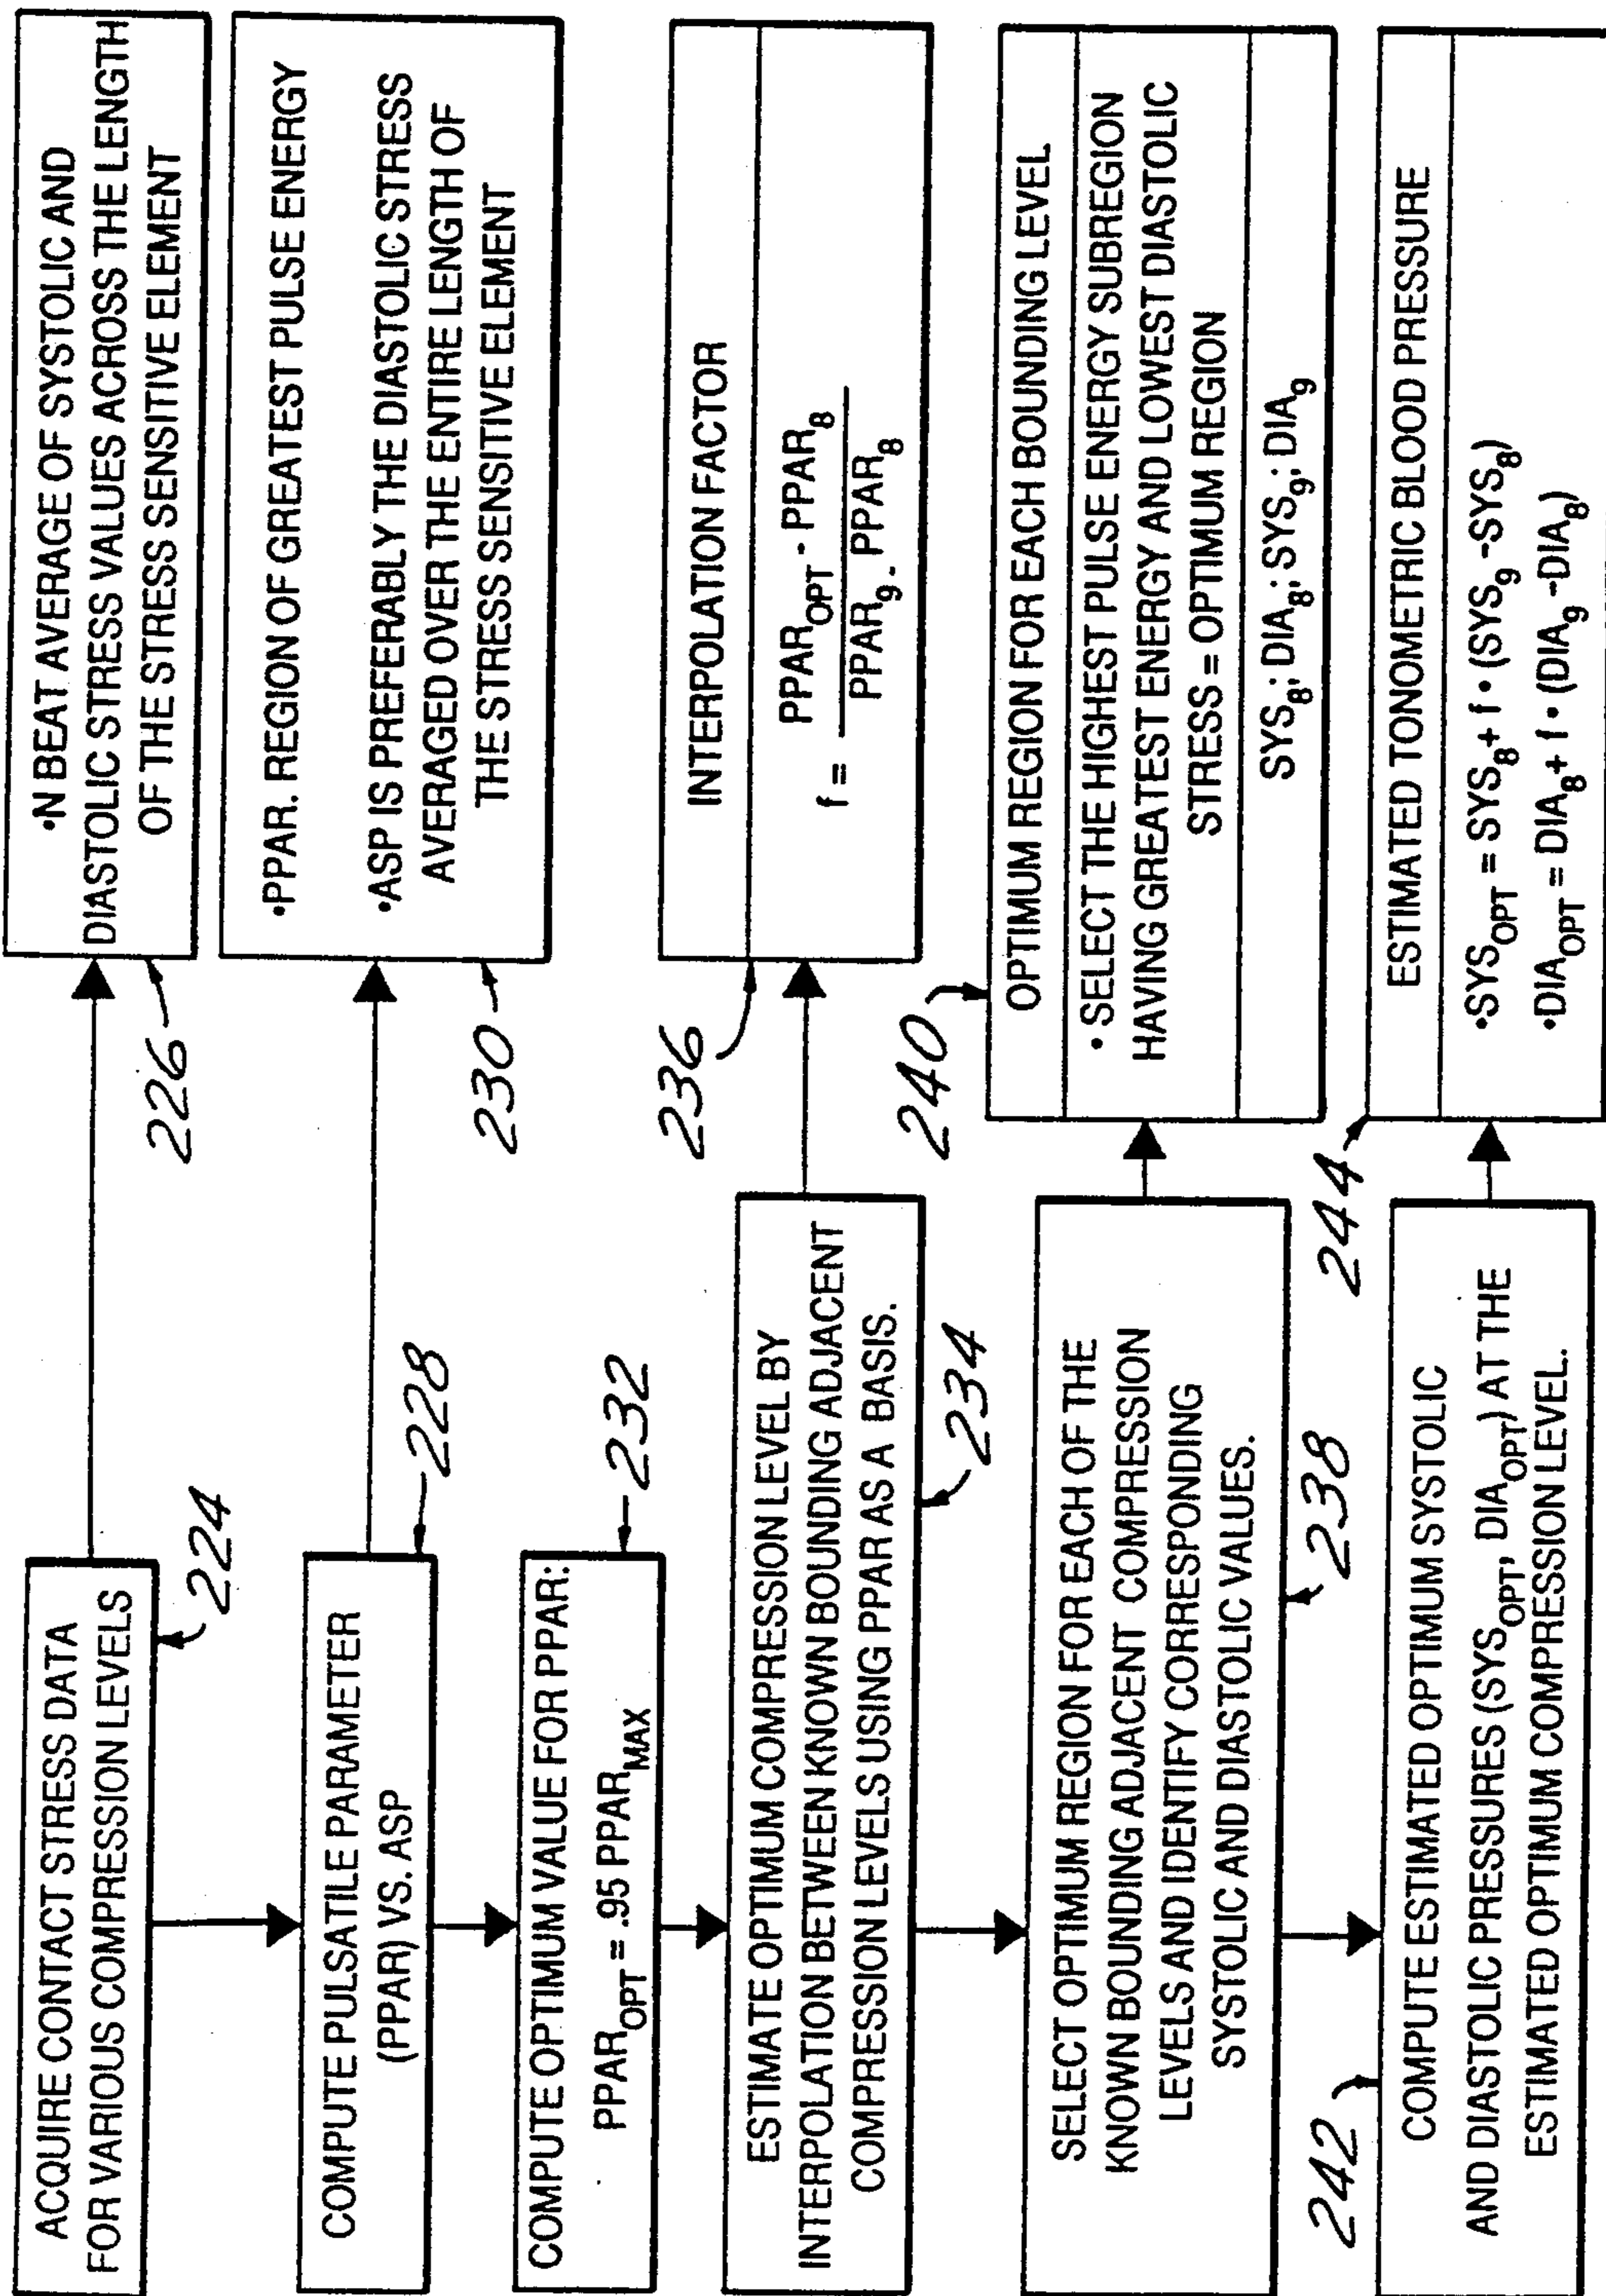 ACQUIRE CONTACT STRESS DATA
FOR VARIOUS COMPRESSION LEVELS
224
•N BEAT AVERAGE OF SYSTOLIC AND
DIASTOLIC STRESS VALUES ACROSS THE LENGTH
OF THE STRESS SENSITIVE ELEMENT
226
COMPUTE PULSATILE PARAMETER
(PPAR) VS. ASP
228
•PPAR. REGION OF GREATEST PULSE ENERGY
•ASP IS PREFERABLY THE DIASTOLIC STRESS
AVERAGED OVER THE ENTIRE LENGTH OF
THE STRESS SENSITIVE ELEMENT
230
COMPUTE OPTIMUM VALUE FOR PPAR:
PPAR_OPT = .95 PPAR_MAX
232
ESTIMATE OPTIMUM COMPRESSION LEVEL BY
INTERPOLATION BETWEEN KNOWN BOUNDING ADJACENT
COMPRESSION LEVELS USING PPAR AS A BASIS.
234
236
INTERPOLATION FACTOR
f = PPAR_OPT - PPAR_8
PPAR_9 - PPAR_8
SELECT OPTIMUM REGION FOR EACH OF THE
KNOWN BOUNDING ADJACENT COMPRESSION
LEVELS AND IDENTIFY CORRESPONDING
SYSTOLIC AND DIASTOLIC VALUES.
238
240
OPTIMUM REGION FOR EACH BOUNDING LEVEL
• SELECT THE HIGHEST PULSE ENERGY SUBREGION
HAVING GREATEST ENERGY AND LOWEST DIASTOLIC
STRESS = OPTIMUM REGION
SYS_8; DIA_8; SYS_9; DIA_9
242
COMPUTE ESTIMATED OPTIMUM SYSTOLIC
AND DIASTOLIC PRESSURES (SYS_OPT, DIA_OPT) AT THE
ESTIMATED OPTIMUM COMPRESSION LEVEL.
244
ESTIMATED TONOMETRIC BLOOD PRESSURE
•SYS_OPT = SYS_8 + f • (SYS_9 -SYS_8)
•DIA_OPT = DIA_8 + f • (DIA_9 -DIA_8)